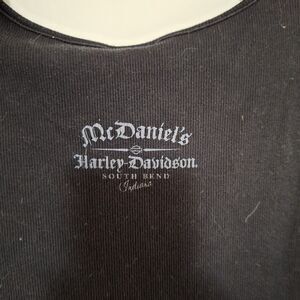 McDaniel's
Harley-Davidson.
SOUTH BEND
Indiana